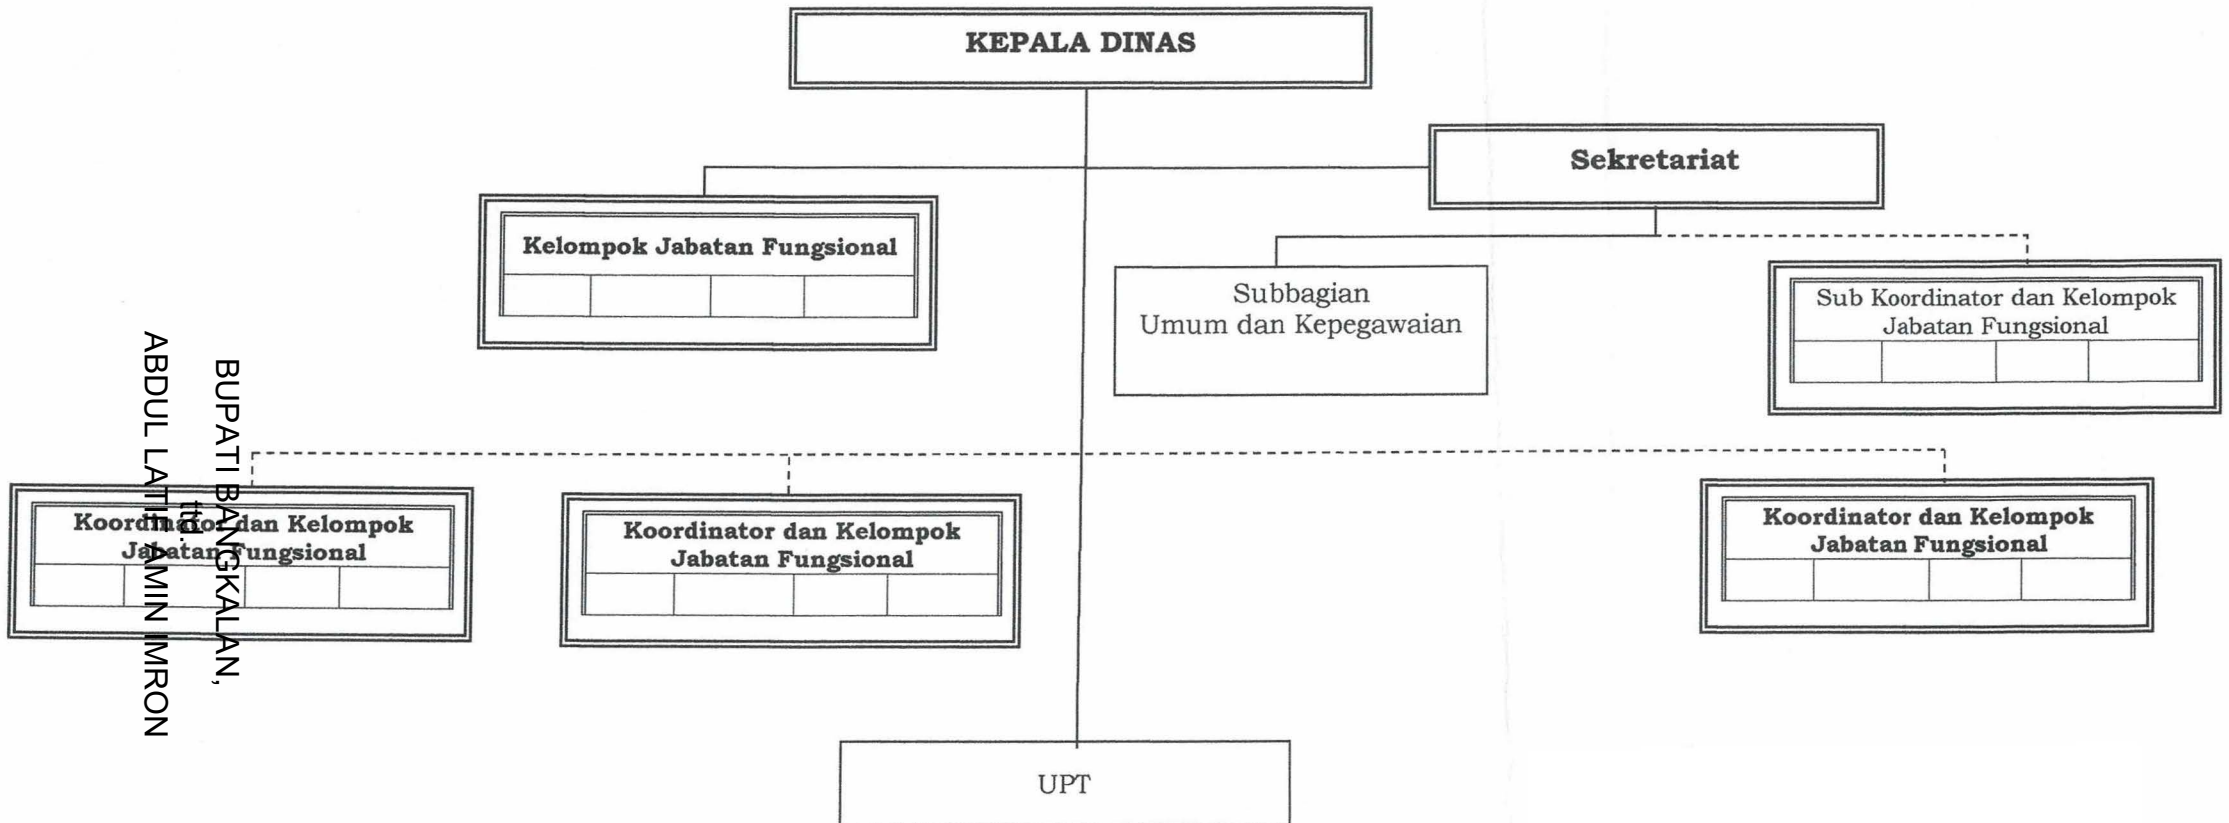 KEPALA DINAS
Sekretariat
Kelompok Jabatan Fungsional
Subbagian
Umum dan Kepegawaian
Sub Koordinator dan Kelompok
Jabatan Fungsional
Koordinator dan Kelompok
Jabatan Fungsional
Koordinator dan Kelompok
Jabatan Fungsional
Koordinator dan Kelompok
Jabatan Fungsional
UPT
BUPATI BANGKALAN,
ttd.
ABDUL LATIF AMIN IMRON